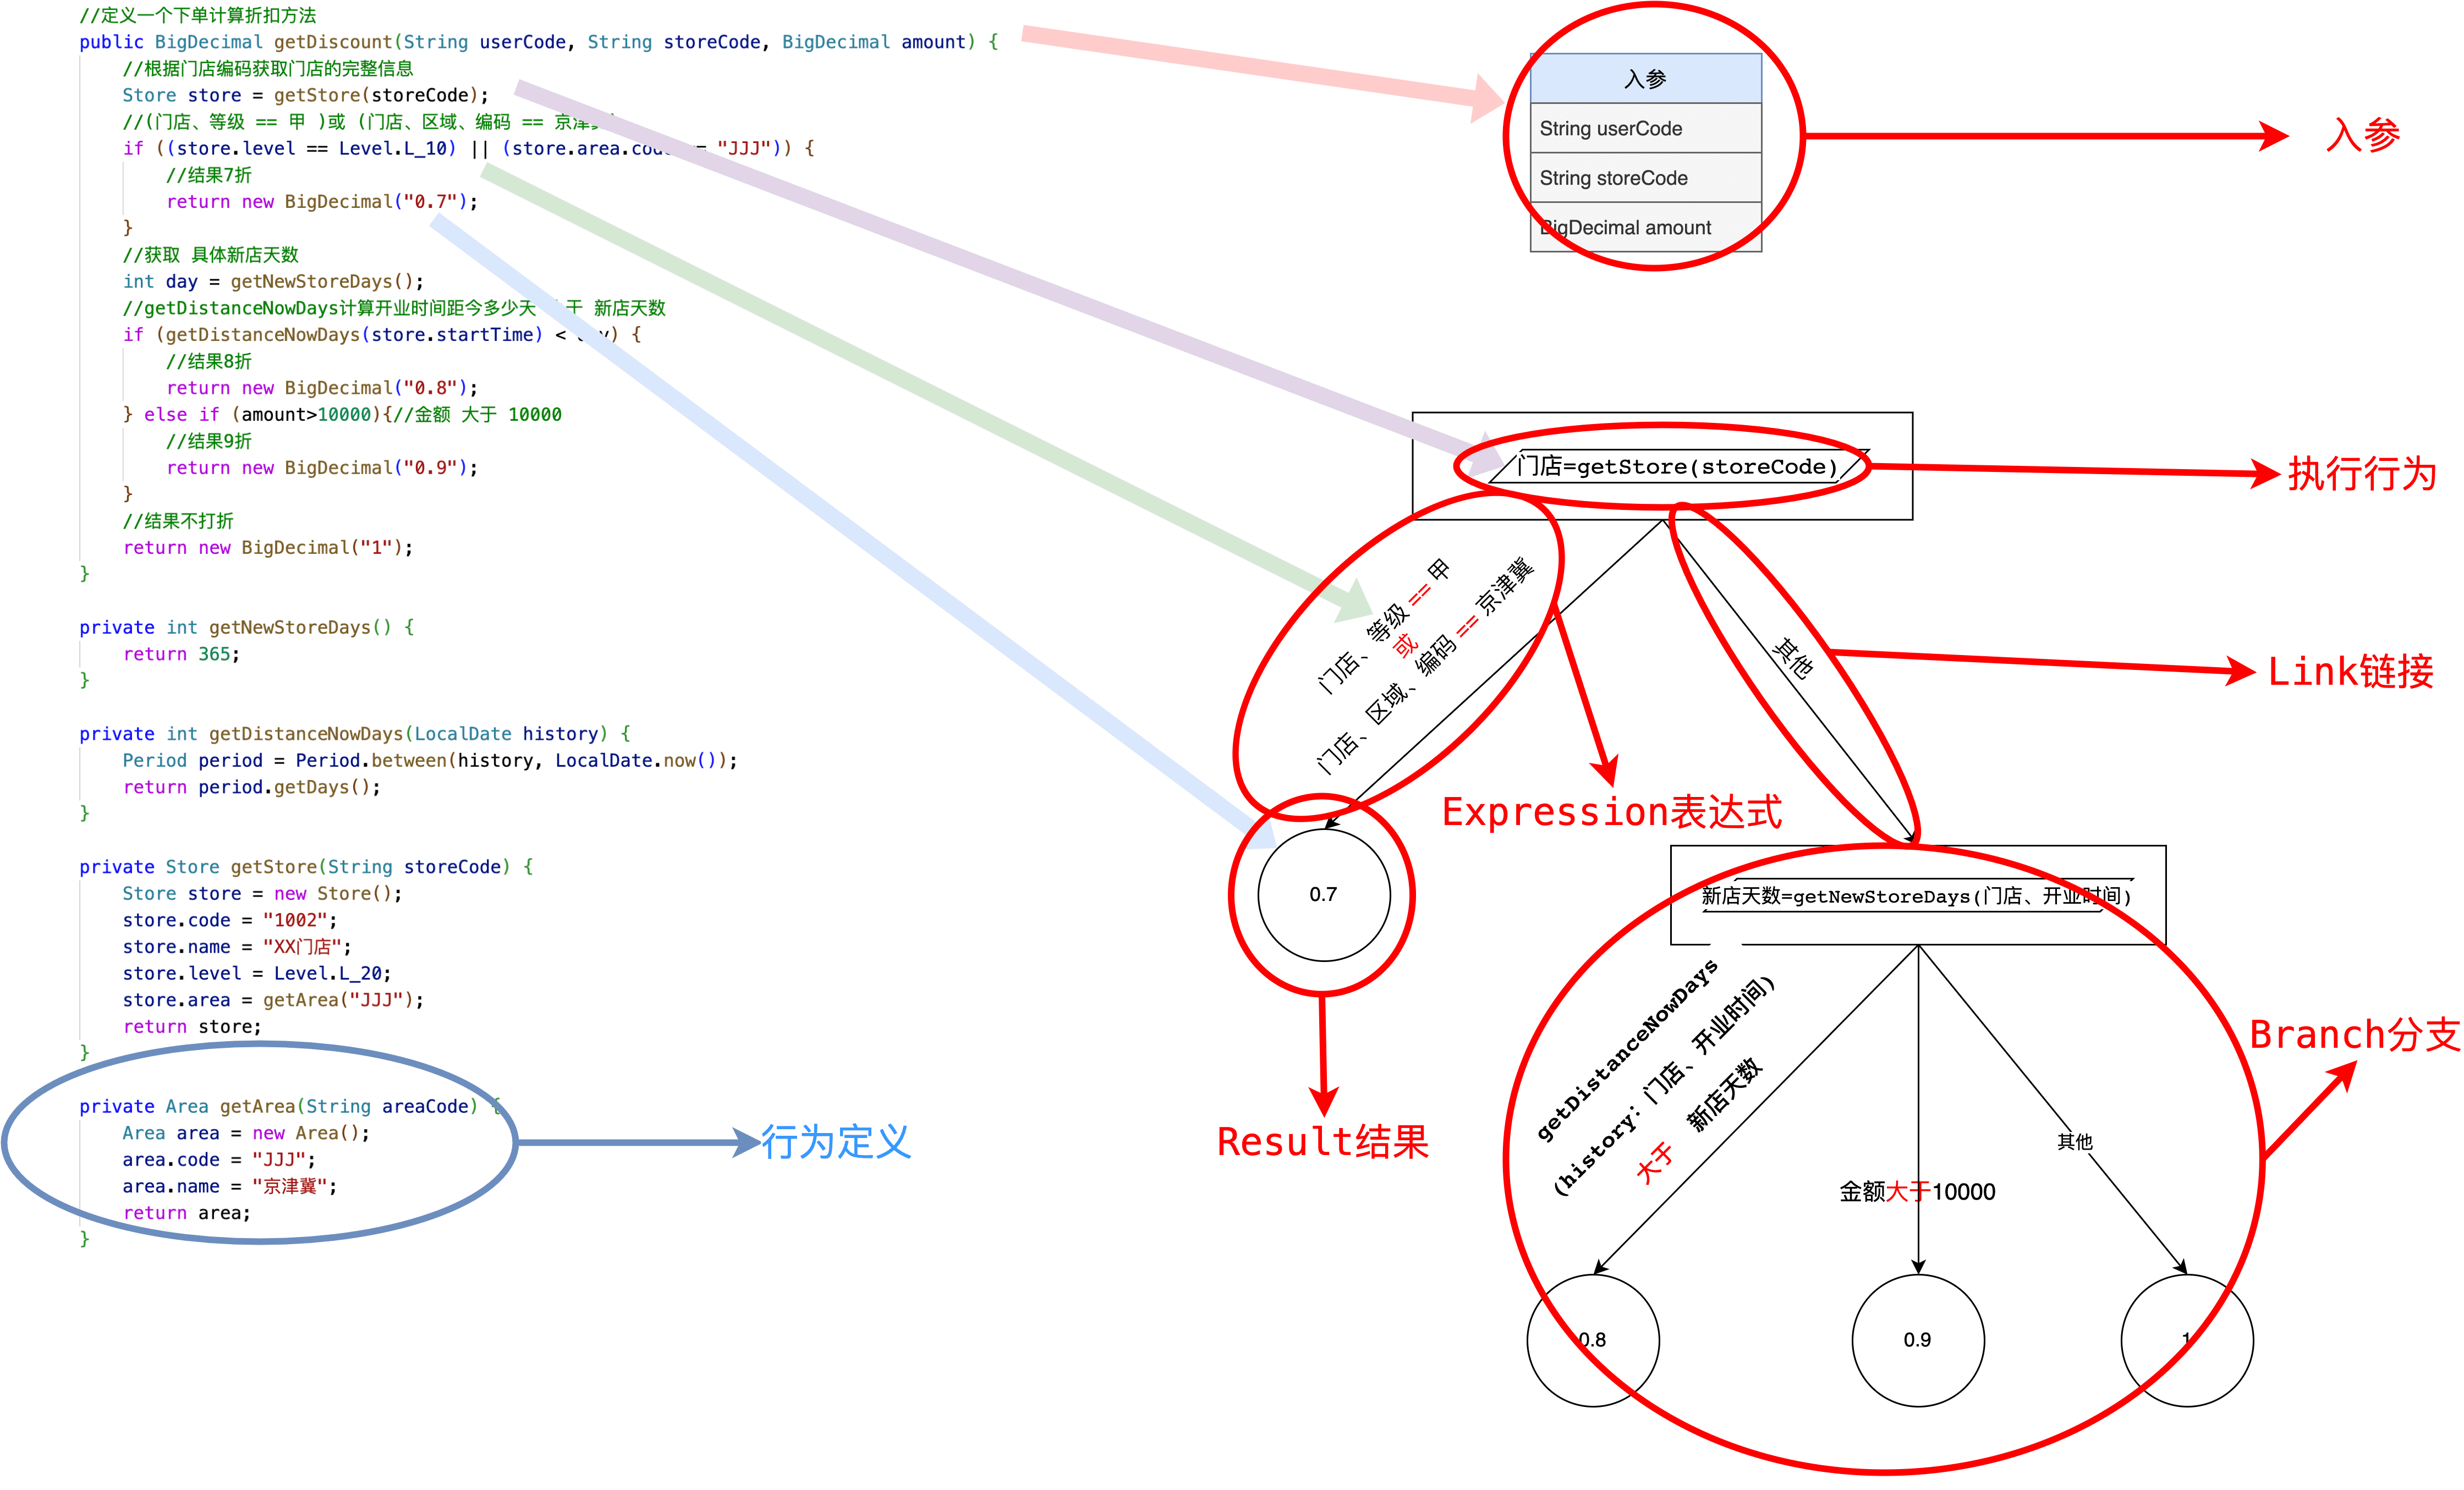 //定义一个下单计算折扣方法
public BigDecimal getDiscount(String userCode, String storeCode, BigDecimal amount) {
//根据门店编码获取门店的完整信息
Store store = getStore(storeCode);
//(门店、等级 == 甲 )或 (门店、区域、编码 == 京津冀)
if ((store.level == Level.L_10) || (store.area.code == "JJJ")) {
//结果7折
return new BigDecimal("0.7");
}
//获取 具体新店天数
int day = getNewStoreDays();
//getDistanceNowDays计算开业时间距今多少天 于 新店天数
if (getDistanceNowDays(store.startTime) < day) {
//结果8折
return new BigDecimal("0.8");
} else if (amount>10000){//金额 大于 10000
//结果9折
return new BigDecimal("0.9");
}
//结果不打折
return new BigDecimal("1");
}
private int getNewStoreDays() {
return 365;
}
private int getDistanceNowDays(LocalDate history) {
Period period = Period.between(history, LocalDate.now());
return period.getDays();
}
private Store getStore(String storeCode) {
Store store = new Store();
store.code = "1002";
store.name = "XX门店";
store.level = Level.L_20;
store.area = getArea("JJJ");
return store;
}
private Area getArea(String areaCode) {
Area area = new Area();
area.code = "JJJ";
area.name = "京津冀";
return area;
}
行为定义
入参
String userCode
String storeCode
BigDecimal amount
入参
门店=getStore(storeCode)
执行行为
门店、等级 == 甲
或
门店、区域、编码 == 京津冀
其他
Link链接
Expression表达式
0.7
Result结果
新店天数=getNewStoreDays(门店、开业时间)
getDistanceNowDays
(history: 门店、开业时间)
大于 新店天数
金额大于10000
其他
Branch分支
0.8
0.9
1